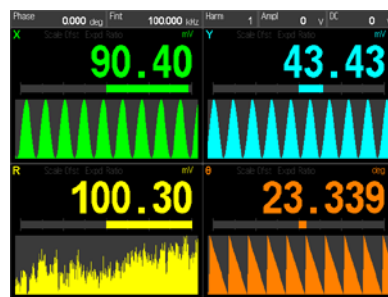 Phase 0.000 deg Fint 100.000 kHz Harm 1 Ampl 0 V DC 0
X Scale Ofst Expd Ratio mV
90.40
Y Scale Ofst Expd Ratio mV
43.43
R Scale Ofst Expd Ratio mV
100.30
θ Scale Ofst Expd Ratio deg
23.339